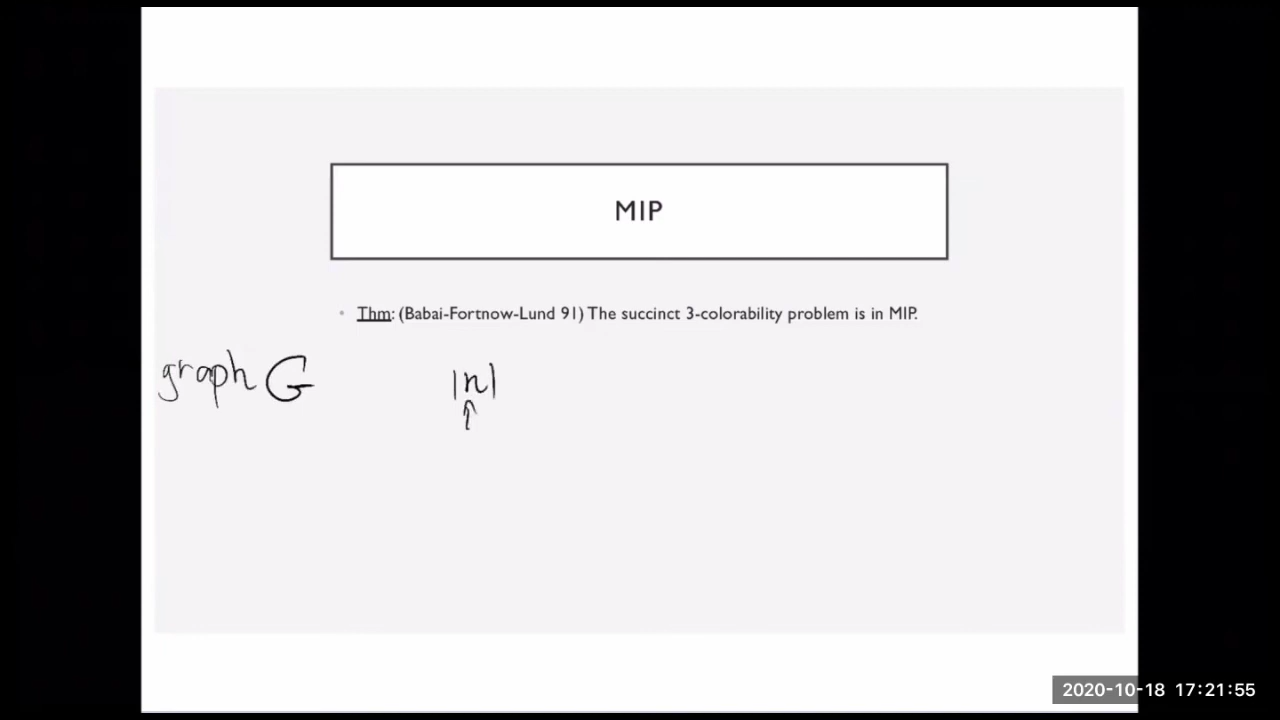 MIP
• Thm: (Babai-Fortnow-Lund 91) The succinct 3-colorability problem is in MIP.
graph G |n|
↑
2020-10-18 17:21:55